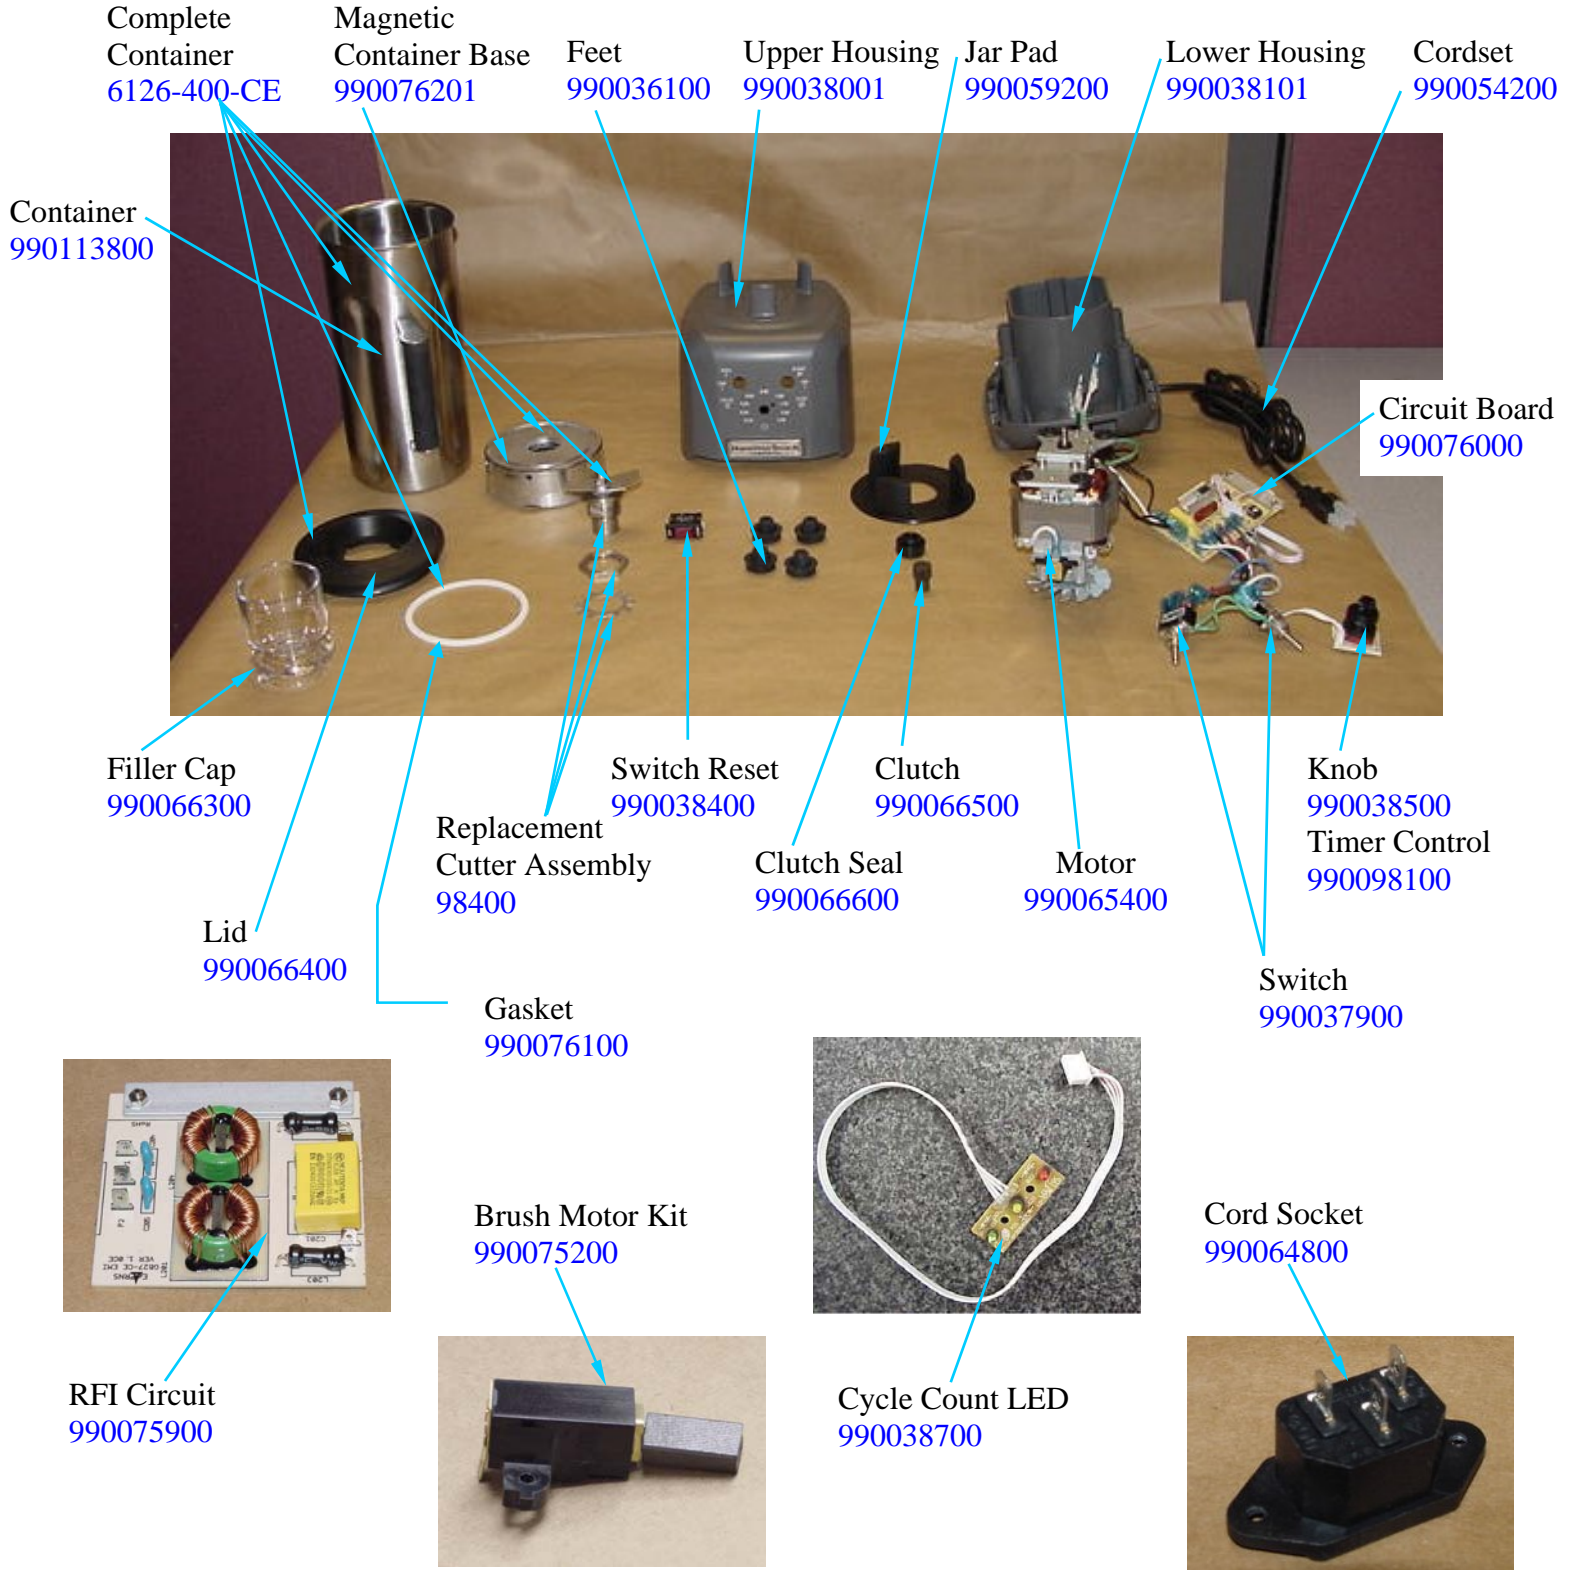 Complete
Container
6126-400-CE
Magnetic
Container Base
990076201
Feet
990036100
Upper Housing
990038001
Jar Pad
990059200
Lower Housing
990038101
Cordset
990054200
Container
990113800
Circuit Board
990076000
Filler Cap
990066300
Replacement
Cutter Assembly
98400
Switch Reset
990038400
Clutch
990066500
Clutch Seal
990066600
Motor
990065400
Knob
990038500
Timer Control
990098100
Lid
990066400
Gasket
990076100
Switch
990037900
RFI Circuit
990075900
Brush Motor Kit
990075200
Cycle Count LED
990038700
Cord Socket
990064800
P2
C201
L203